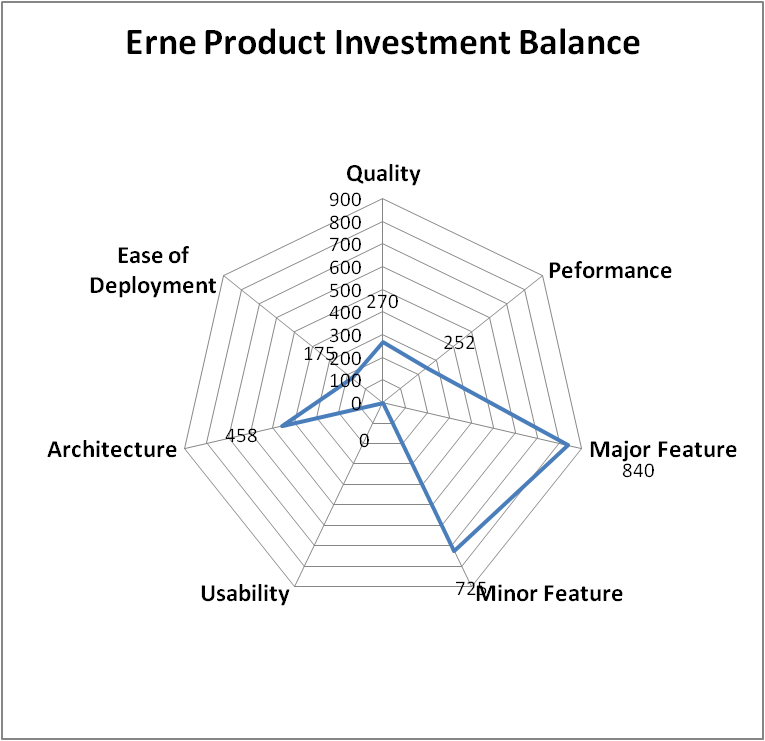 Erne Product Investment Balance
Quality
900
800
Ease of
Deployment
700
Peformance
600
500
270
400
300
252
175
200
100
0
458
0
Architecture
Major Feature
840
725
Usability
Minor Feature